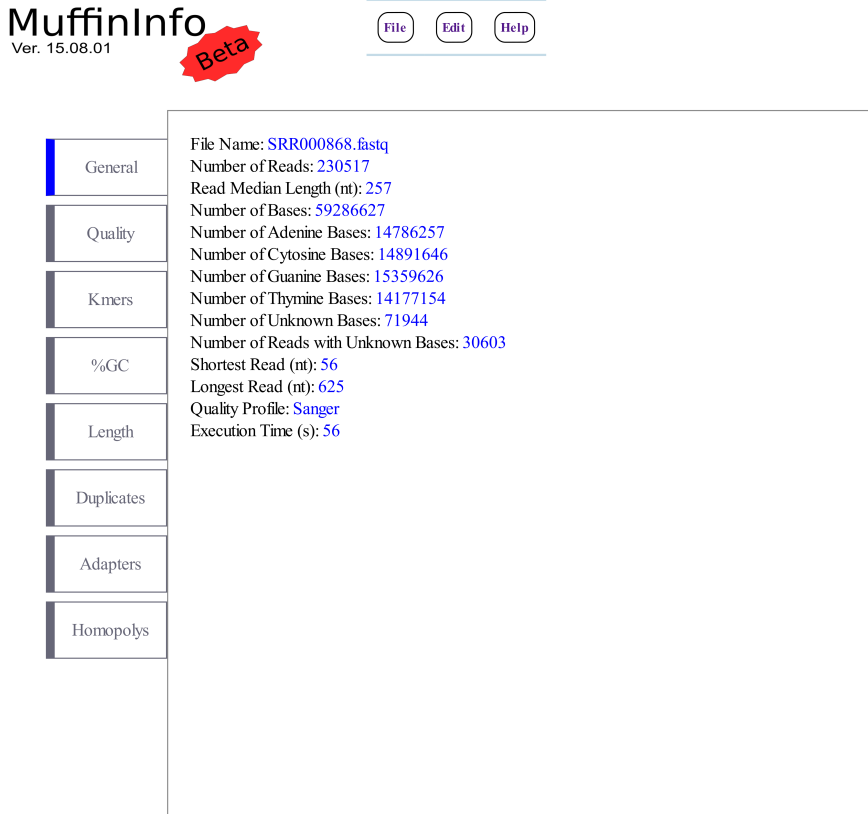 MuffinInfo
Ver. 15.08.01
Beta
File Edit Help
General
Quality
Kmers
%GC
Length
Duplicates
Adapters
Homopolys
File Name: SRR000868.fastq
Number of Reads: 230517
Read Median Length (nt): 257
Number of Bases: 59286627
Number of Adenine Bases: 14786257
Number of Cytosine Bases: 14891646
Number of Guanine Bases: 15359626
Number of Thymine Bases: 14177154
Number of Unknown Bases: 71944
Number of Reads with Unknown Bases: 30603
Shortest Read (nt): 56
Longest Read (nt): 625
Quality Profile: Sanger
Execution Time (s): 56